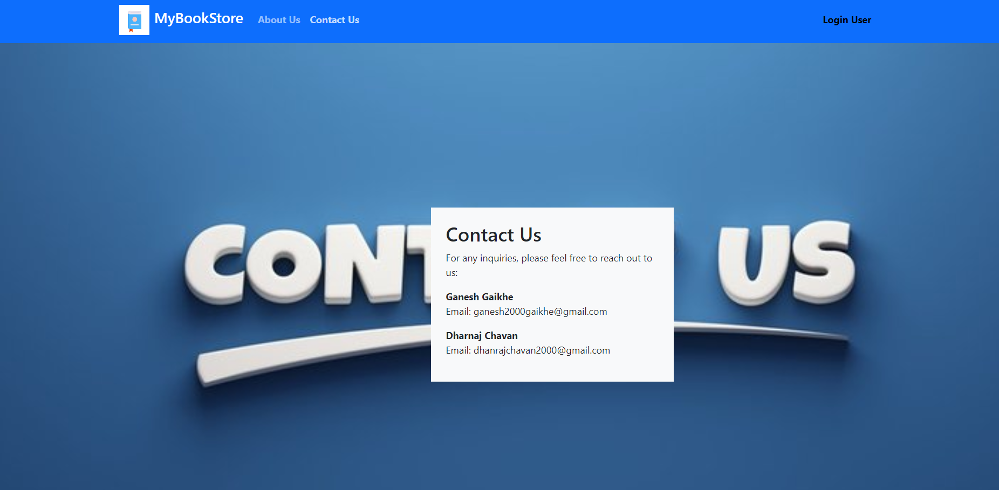 MyBookStore About Us Contact Us Login User
CONT US
Contact Us
For any inquiries, please feel free to reach out to
us:
Ganesh Gaikhe
Email: ganesh2000gaikhe@gmail.com
Dharnaj Chavan
Email: dhanrajchavan2000@gmail.com